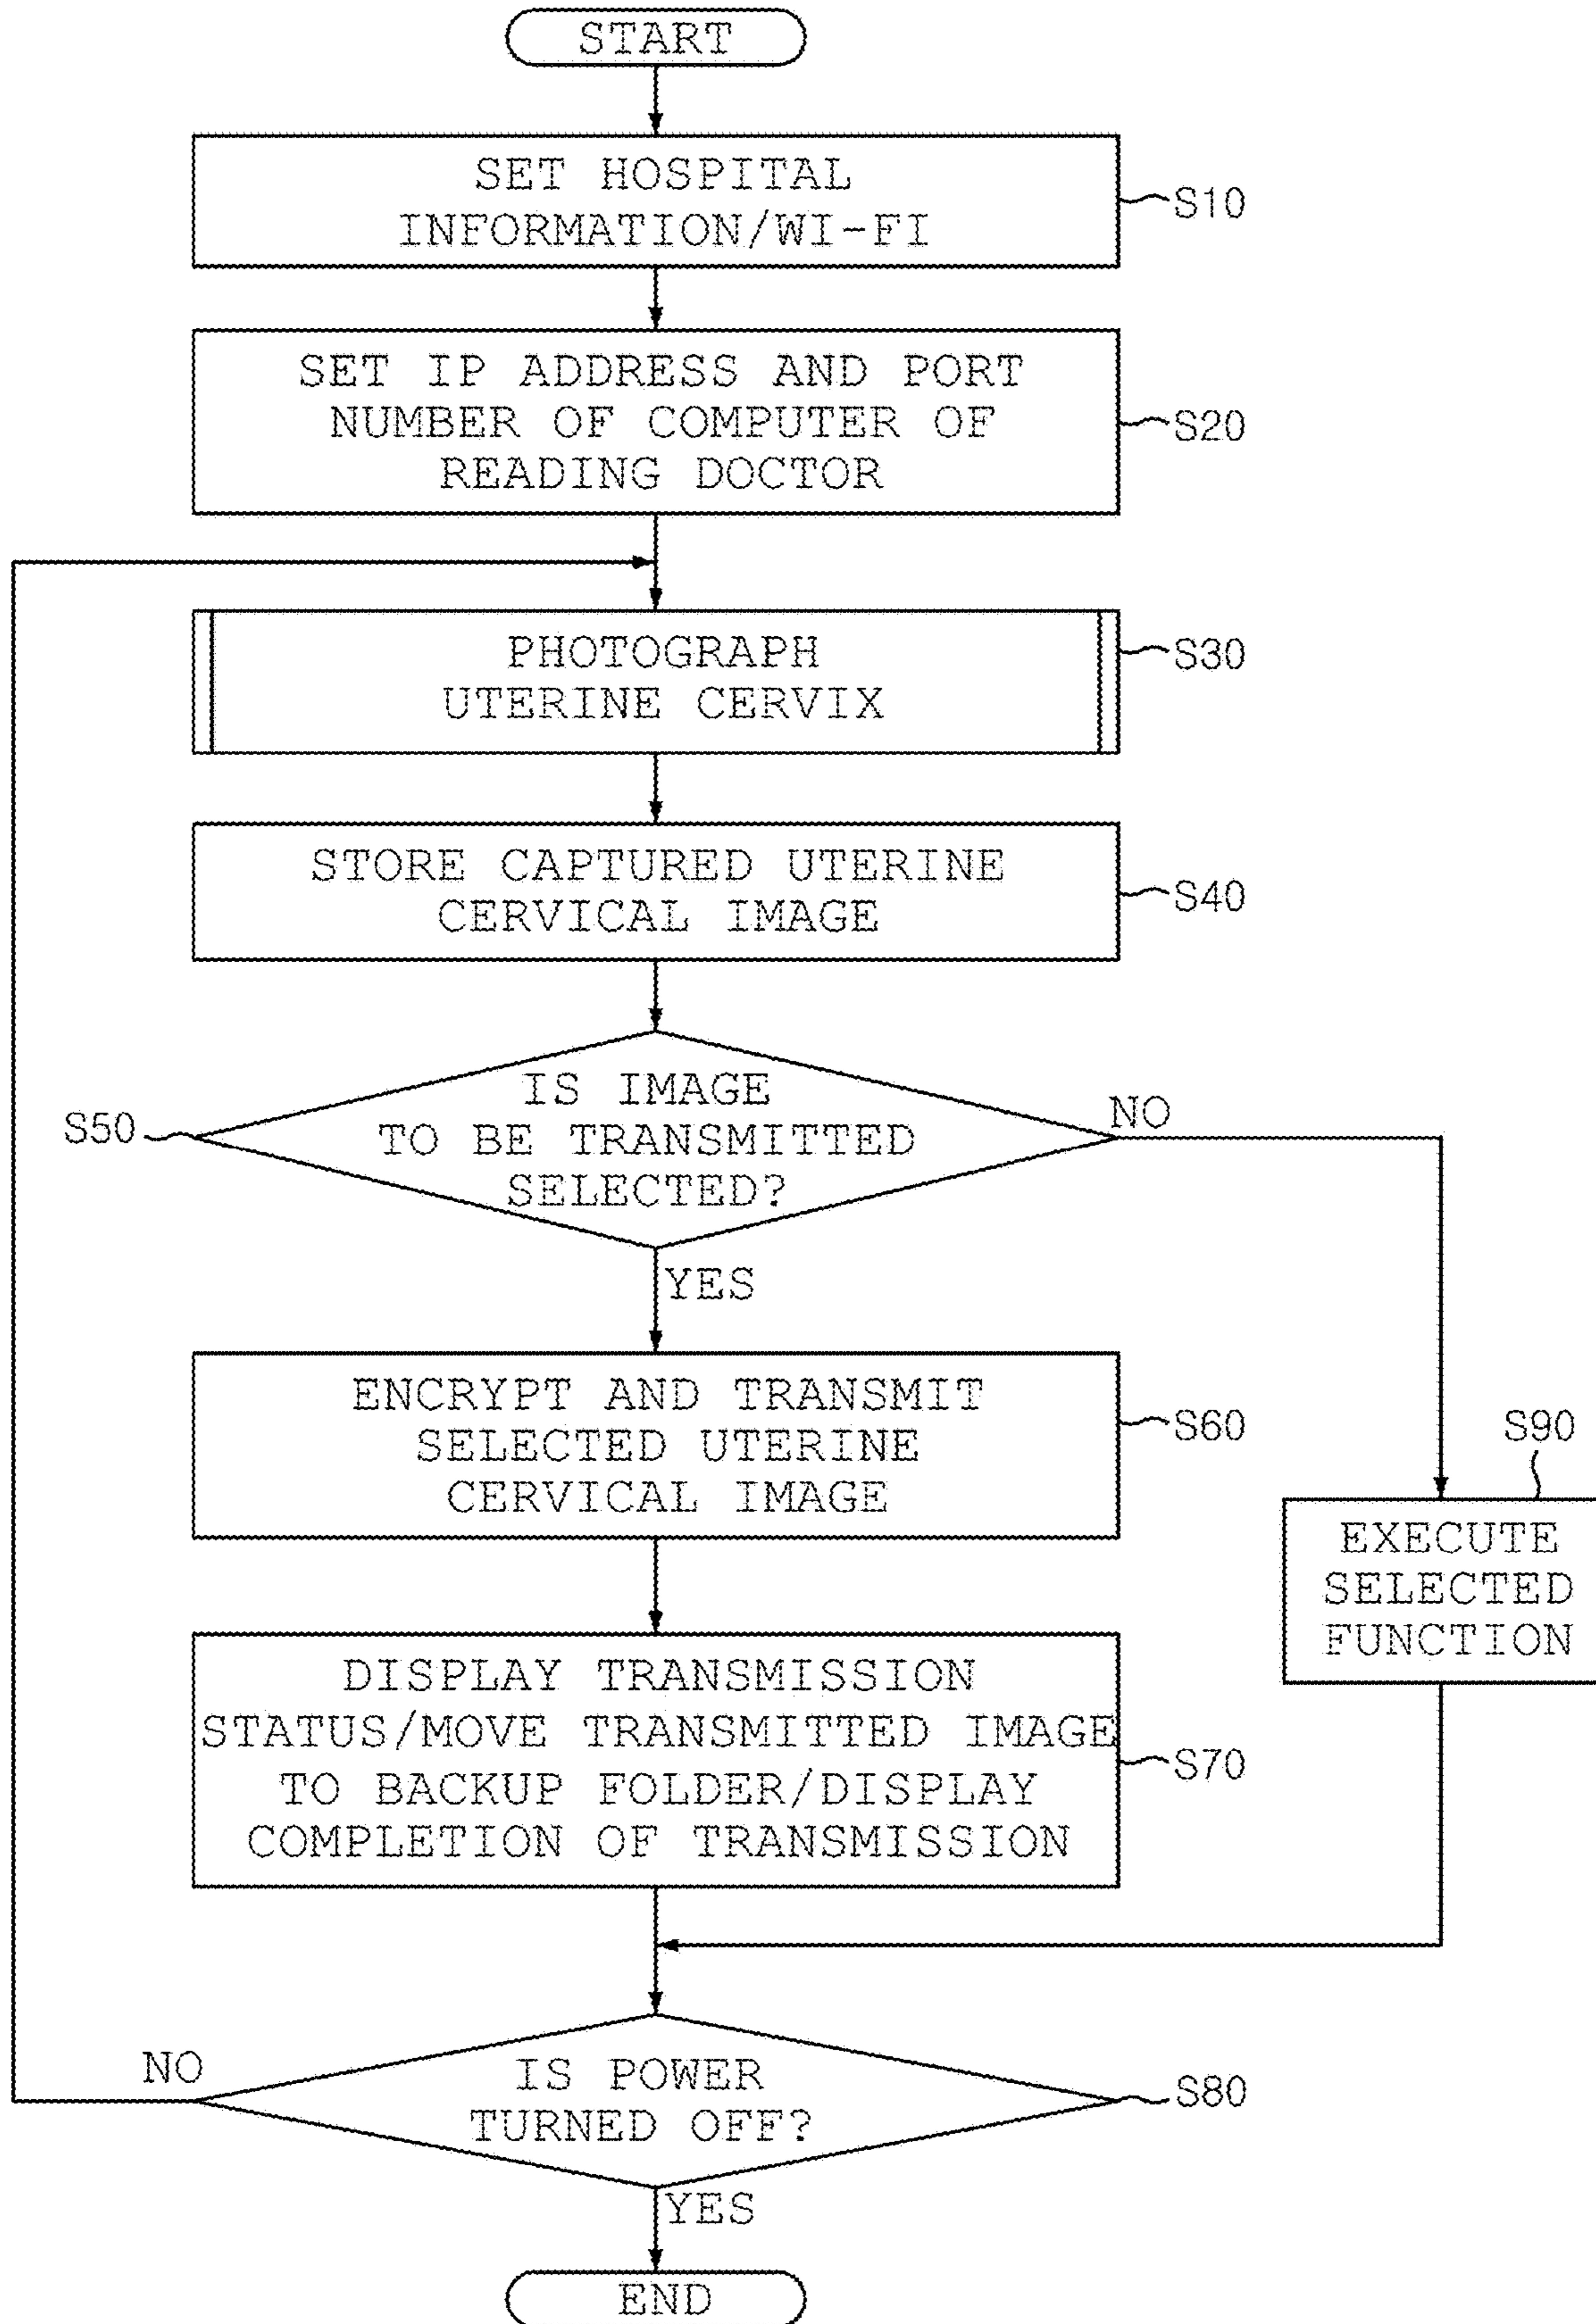 START
SET HOSPITAL
INFORMATION/WI-FI
S10
SET IP ADDRESS AND PORT
NUMBER OF COMPUTER OF
READING DOCTOR
S20
PHOTOGRAPH
UTERINE CERVIX
S30
STORE CAPTURED UTERINE
CERVICAL IMAGE
S40
IS IMAGE
TO BE TRANSMITTED
SELECTED?
S50
NO
YES
ENCRYPT AND TRANSMIT
SELECTED UTERINE
CERVICAL IMAGE
S60
S90
EXECUTE
SELECTED
FUNCTION
DISPLAY TRANSMISSION
STATUS/MOVE TRANSMITTED IMAGE
TO BACKUP FOLDER/DISPLAY
COMPLETION OF TRANSMISSION
S70
NO
IS POWER
TURNED OFF?
S80
YES
END